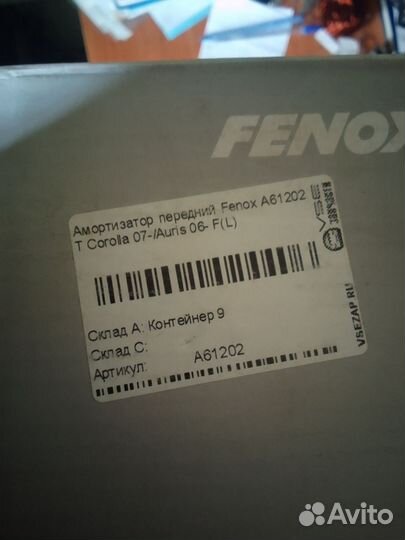 FENOX
Амортизатор передний Fenox A61202
T Corolla 07-/Auris 06- F(L)
Склад А: Контейнер 9
Склад С:
Артикул: A61202
VSEZAP.RU
Avito